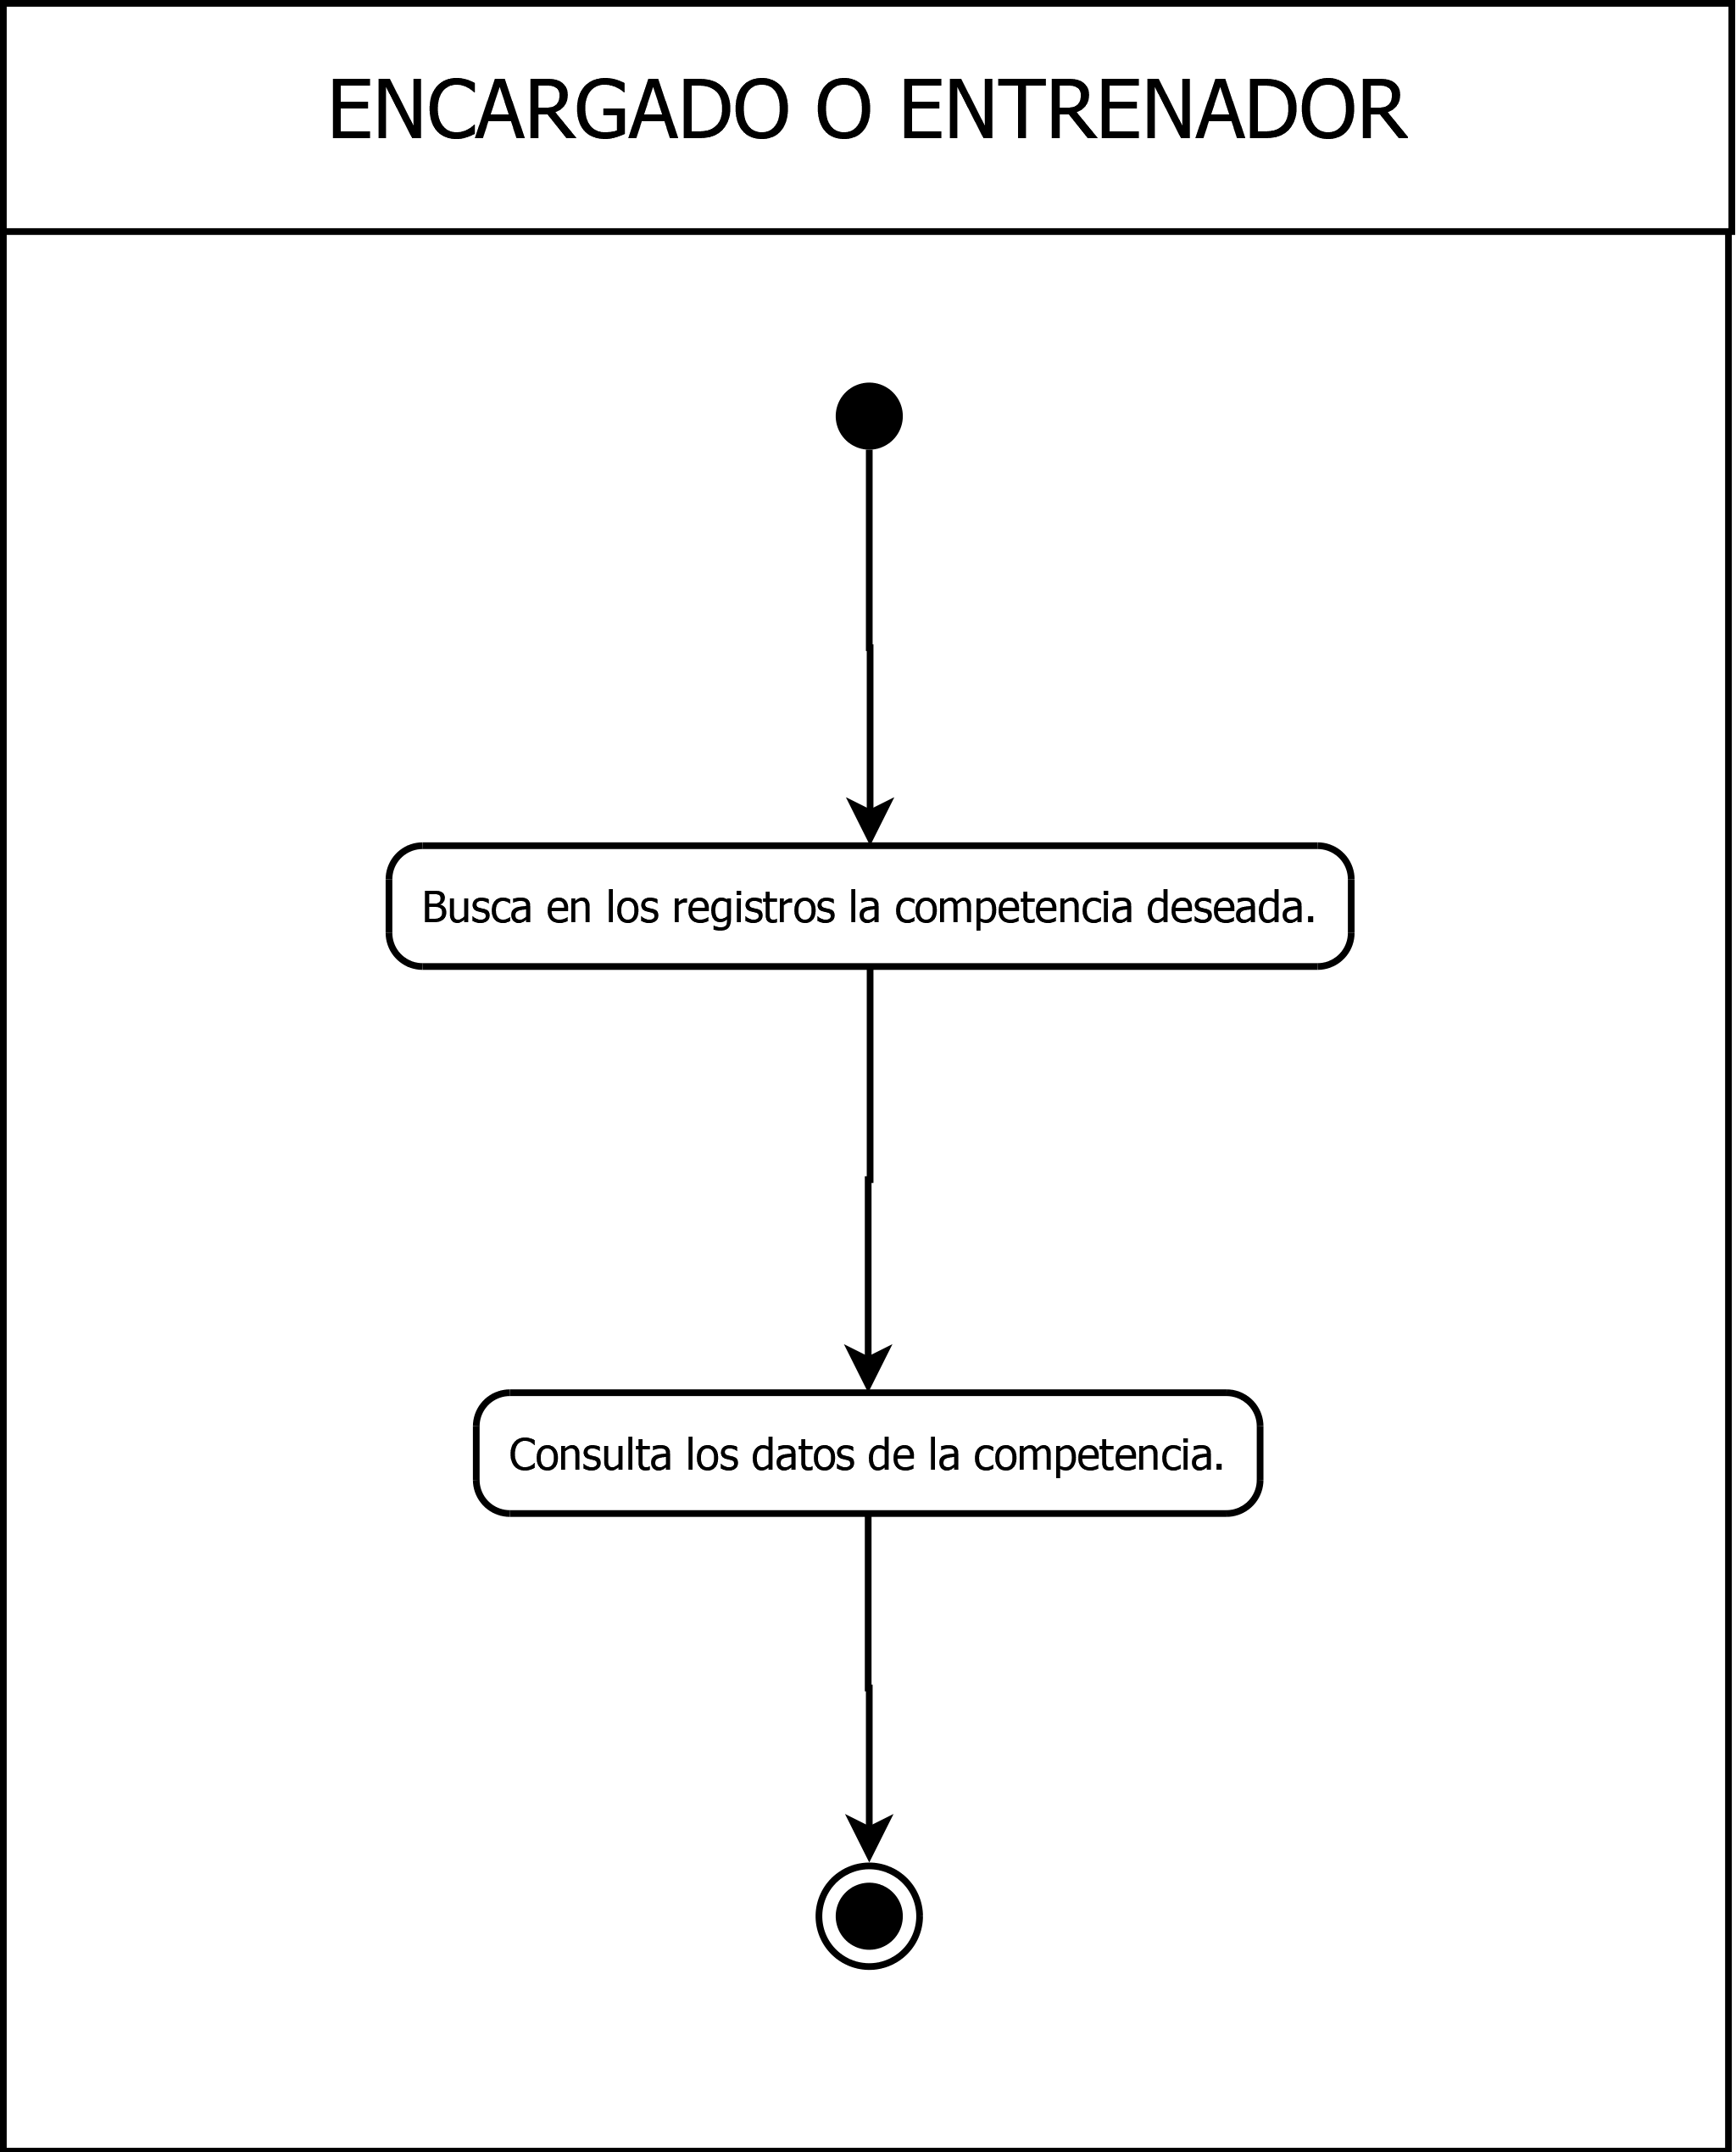 ENCARGADO O ENTRENADOR
Busca en los registros la competencia deseada.
Consulta los datos de la competencia.